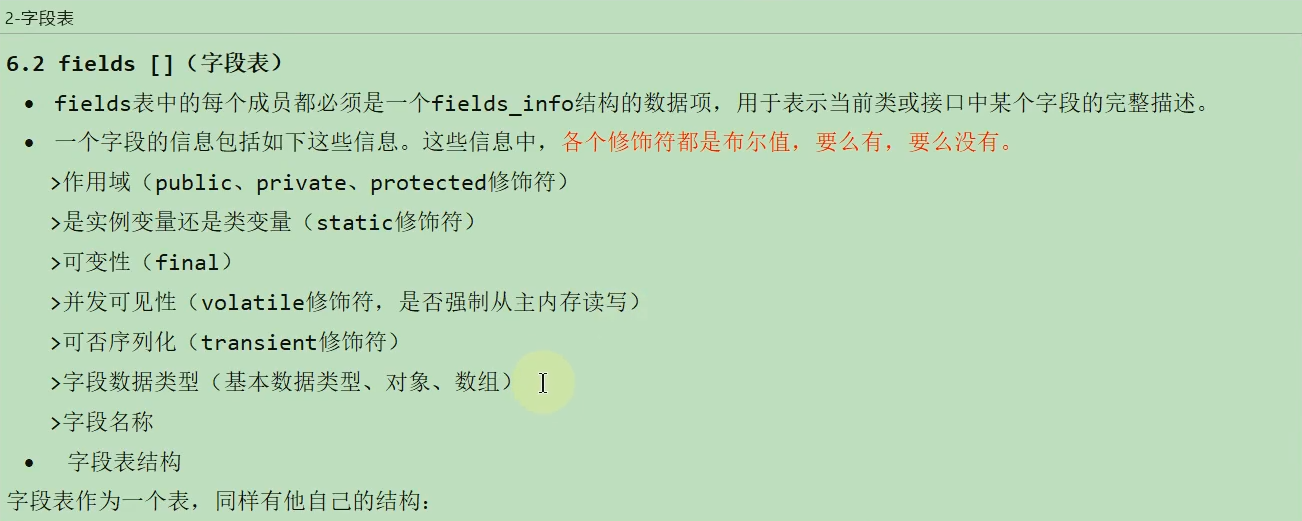 2-字段表
6.2 fields [](字段表)
• fields表中的每个成员都必须是一个fields_info结构的数据项，用于表示当前类或接口中某个字段的完整描述。
• 一个字段的信息包括如下这些信息。这些信息中，各个修饰符都是布尔值，要么有，要么没有。
>作用域（public、private、protected修饰符）
>是实例变量还是类变量（static修饰符）
>可变性（final）
>并发可见性（volatile修饰符，是否强制从主内存读写）
>可否序列化（transient修饰符）
>字段数据类型（基本数据类型、对象、数组）
>字段名称
• 字段表结构
字段表作为一个表，同样有他自己的结构：